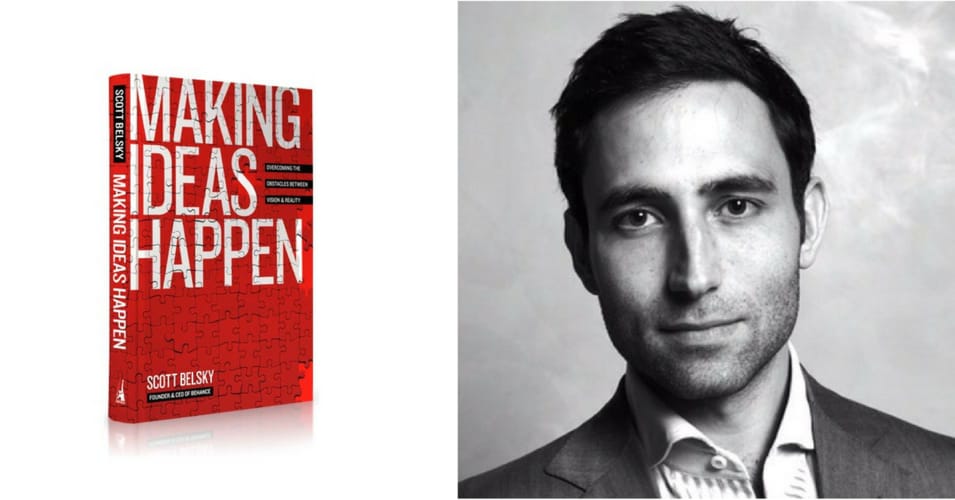 SCOTT BELSKY
MAKING IDEAS HAPPEN
MAKING
IDEAS
HAPPEN
OVERCOMING THE
OBSTACLES BETWEEN
VISION & REALITY
SCOTT BELSKY
FOUNDER & CEO OF BEHANCE